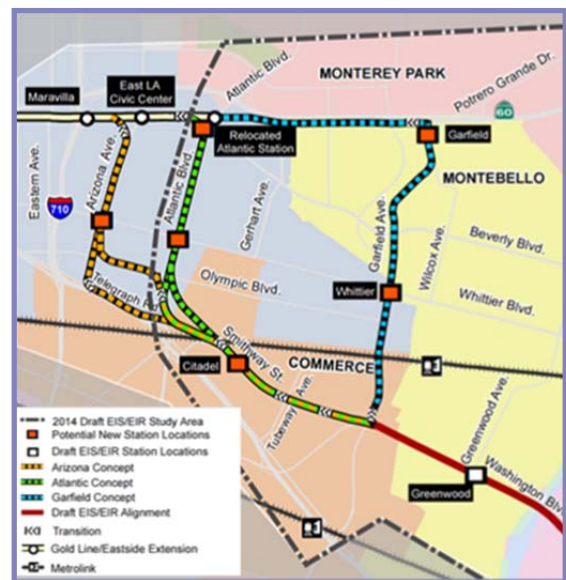 Atlantic Blvd.
MONTEREY PARK
Potrero Grande Dr.
East LA
Civic Center
Maravilla
60
Relocated
Atlantic Station
Garfield
Eastern Ave.
Arizona Ave.
Atlantic Blvd.
MONTEBELLO
710
Gerhart Ave.
Garfield Ave.
Wilcox Ave.
Beverly Blvd.
Telegraph
Olympic Blvd.
Whittier
Whittier Blvd.
Smithway St.
Citadel
COMMERCE
Tubeway Ave.
Greenwood Ave.
Washington Blv
Greenwood
2014 Draft EIS/EIR Study Area
Potential New Station Locations
Draft EIS/EIR Station Locations
Arizona Concept
Atlantic Concept
Garfield Concept
Draft EIS/EIR Alignment
Transition
Gold Line/Eastside Extension
Metrolink